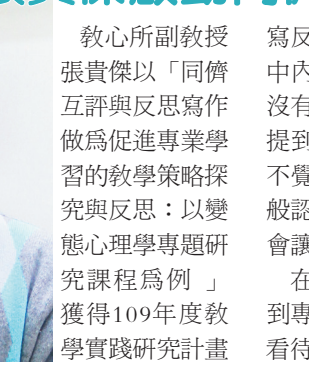 教心所副教授
張貴傑以「同儕
互評與反思寫作
做為促進專業學
習的教學策略探
究與反思：以變
態心理學專題研
究課程為例 」
獲得109年度教
學實踐研究計畫
寫反
中內
沒有
提到
不覺
般認
會讓
在
到專
看待